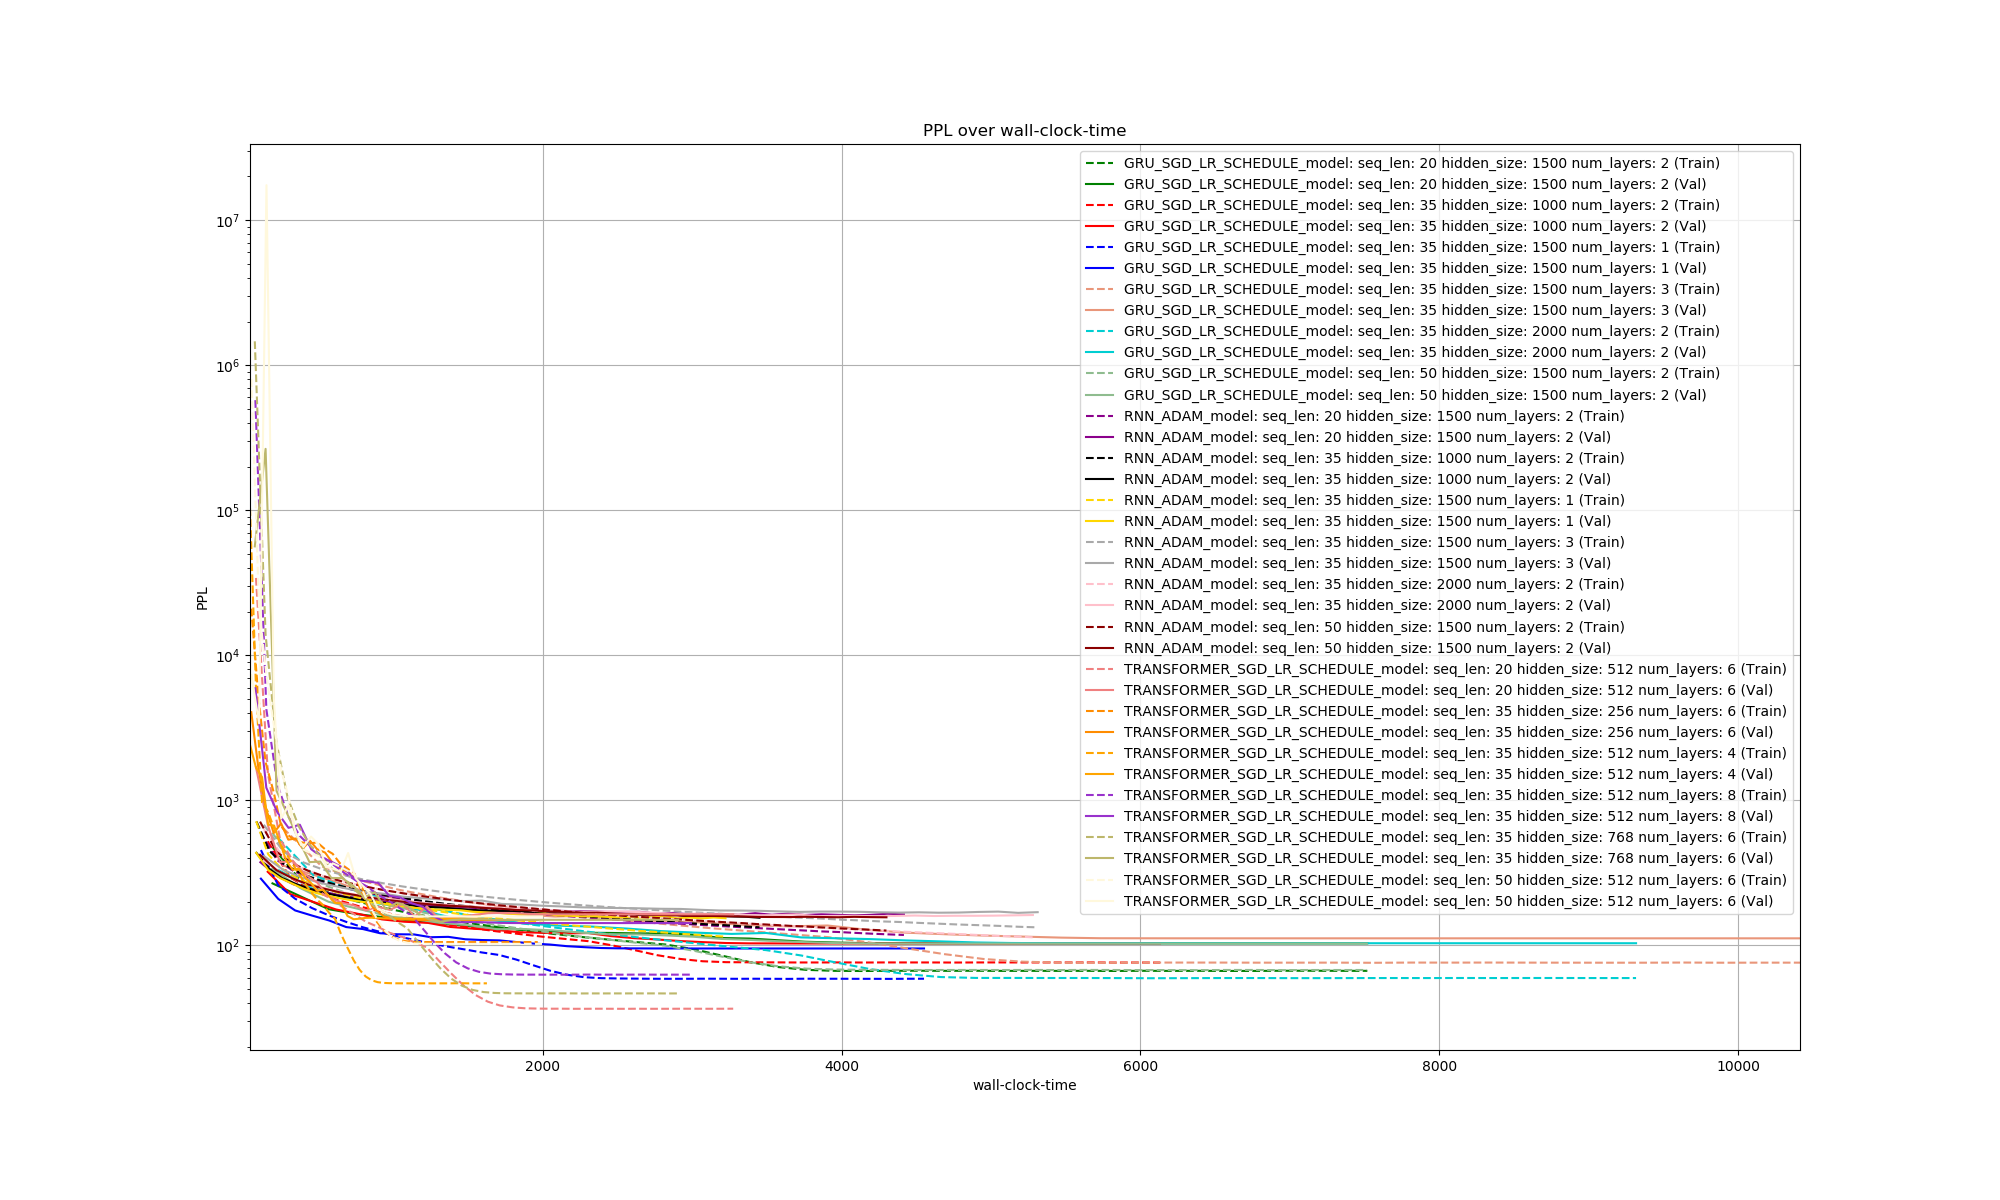 PPL over wall-clock-time
GRU_SGD_LR_SCHEDULE_model: seq_len: 20 hidden_size: 1500 num_layers: 2 (Train)
GRU_SGD_LR_SCHEDULE_model: seq_len: 20 hidden_size: 1500 num_layers: 2 (Val)
GRU_SGD_LR_SCHEDULE_model: seq_len: 35 hidden_size: 1000 num_layers: 2 (Train)
GRU_SGD_LR_SCHEDULE_model: seq_len: 35 hidden_size: 1000 num_layers: 2 (Val)
GRU_SGD_LR_SCHEDULE_model: seq_len: 35 hidden_size: 1500 num_layers: 1 (Train)
GRU_SGD_LR_SCHEDULE_model: seq_len: 35 hidden_size: 1500 num_layers: 1 (Val)
GRU_SGD_LR_SCHEDULE_model: seq_len: 35 hidden_size: 1500 num_layers: 3 (Train)
GRU_SGD_LR_SCHEDULE_model: seq_len: 35 hidden_size: 1500 num_layers: 3 (Val)
GRU_SGD_LR_SCHEDULE_model: seq_len: 35 hidden_size: 2000 num_layers: 2 (Train)
GRU_SGD_LR_SCHEDULE_model: seq_len: 35 hidden_size: 2000 num_layers: 2 (Val)
GRU_SGD_LR_SCHEDULE_model: seq_len: 50 hidden_size: 1500 num_layers: 2 (Train)
GRU_SGD_LR_SCHEDULE_model: seq_len: 50 hidden_size: 1500 num_layers: 2 (Val)
RNN_ADAM_model: seq_len: 20 hidden_size: 1500 num_layers: 2 (Train)
RNN_ADAM_model: seq_len: 20 hidden_size: 1500 num_layers: 2 (Val)
RNN_ADAM_model: seq_len: 35 hidden_size: 1000 num_layers: 2 (Train)
RNN_ADAM_model: seq_len: 35 hidden_size: 1000 num_layers: 2 (Val)
RNN_ADAM_model: seq_len: 35 hidden_size: 1500 num_layers: 1 (Train)
RNN_ADAM_model: seq_len: 35 hidden_size: 1500 num_layers: 1 (Val)
RNN_ADAM_model: seq_len: 35 hidden_size: 1500 num_layers: 3 (Train)
RNN_ADAM_model: seq_len: 35 hidden_size: 1500 num_layers: 3 (Val)
RNN_ADAM_model: seq_len: 35 hidden_size: 2000 num_layers: 2 (Train)
RNN_ADAM_model: seq_len: 35 hidden_size: 2000 num_layers: 2 (Val)
RNN_ADAM_model: seq_len: 50 hidden_size: 1500 num_layers: 2 (Train)
RNN_ADAM_model: seq_len: 50 hidden_size: 1500 num_layers: 2 (Val)
TRANSFORMER_SGD_LR_SCHEDULE_model: seq_len: 20 hidden_size: 512 num_layers: 6 (Train)
TRANSFORMER_SGD_LR_SCHEDULE_model: seq_len: 20 hidden_size: 512 num_layers: 6 (Val)
TRANSFORMER_SGD_LR_SCHEDULE_model: seq_len: 35 hidden_size: 256 num_layers: 6 (Train)
TRANSFORMER_SGD_LR_SCHEDULE_model: seq_len: 35 hidden_size: 256 num_layers: 6 (Val)
TRANSFORMER_SGD_LR_SCHEDULE_model: seq_len: 35 hidden_size: 512 num_layers: 4 (Train)
TRANSFORMER_SGD_LR_SCHEDULE_model: seq_len: 35 hidden_size: 512 num_layers: 4 (Val)
TRANSFORMER_SGD_LR_SCHEDULE_model: seq_len: 35 hidden_size: 512 num_layers: 8 (Train)
TRANSFORMER_SGD_LR_SCHEDULE_model: seq_len: 35 hidden_size: 512 num_layers: 8 (Val)
TRANSFORMER_SGD_LR_SCHEDULE_model: seq_len: 35 hidden_size: 768 num_layers: 6 (Train)
TRANSFORMER_SGD_LR_SCHEDULE_model: seq_len: 35 hidden_size: 768 num_layers: 6 (Val)
TRANSFORMER_SGD_LR_SCHEDULE_model: seq_len: 50 hidden_size: 512 num_layers: 6 (Train)
TRANSFORMER_SGD_LR_SCHEDULE_model: seq_len: 50 hidden_size: 512 num_layers: 6 (Val)
10⁷
10⁶
10⁵
10⁴
10³
10²
PPL
2000 4000 6000 8000 10000
wall-clock-time